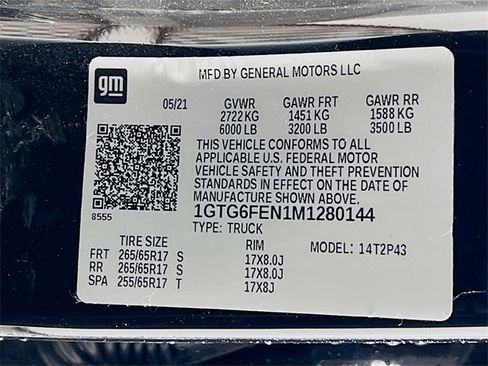 gm
MFD BY GENERAL MOTORS LLC
05/21 GVWR GAWR FRT GAWR RR
2722 KG 1451 KG 1588 KG
6000 LB 3200 LB 3500 LB
THIS VEHICLE CONFORMS TO ALL
APPLICABLE U.S. FEDERAL MOTOR
VEHICLE SAFETY AND THEFT PREVENTION
STANDARDS IN EFFECT ON THE DATE OF
MANUFACTURE SHOWN ABOVE.
8555
1GTG6FEN1M1280144
TYPE: TRUCK
TIRE SIZE RIM MODEL: 14T2P43
FRT 265/65R17 S 17X8.0J
RR 265/65R17 S 17X8.0J
SPA 255/65R17 T 17X8J